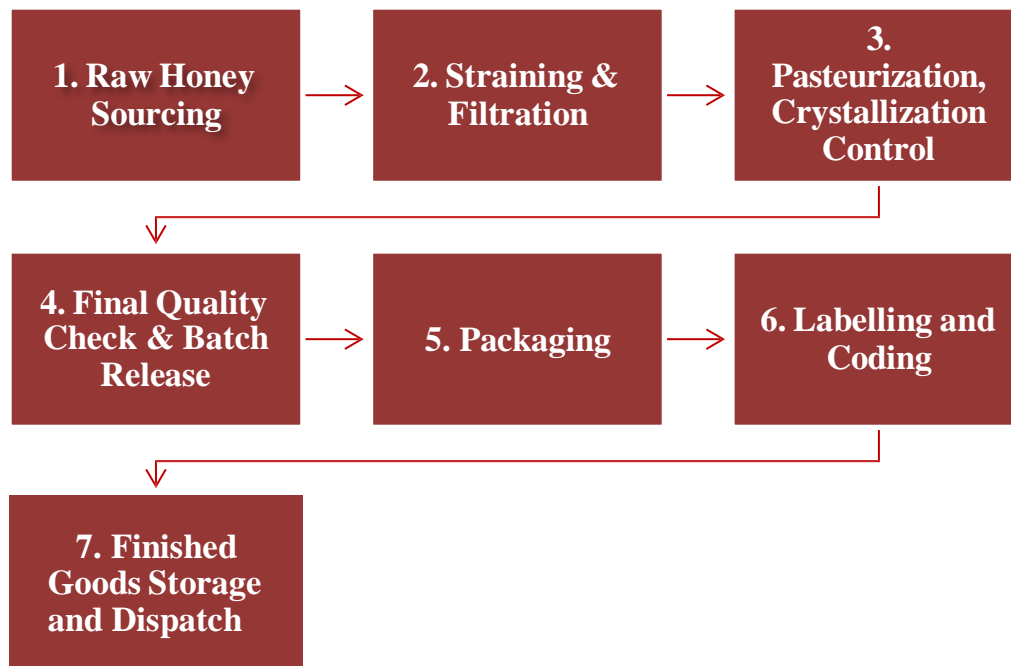 1. Raw Honey
Sourcing
2. Straining &
Filtration
3.
Pasteurization,
Crystallization
Control
4. Final Quality
Check & Batch
Release
5. Packaging
6. Labelling and
Coding
7. Finished
Goods Storage
and Dispatch